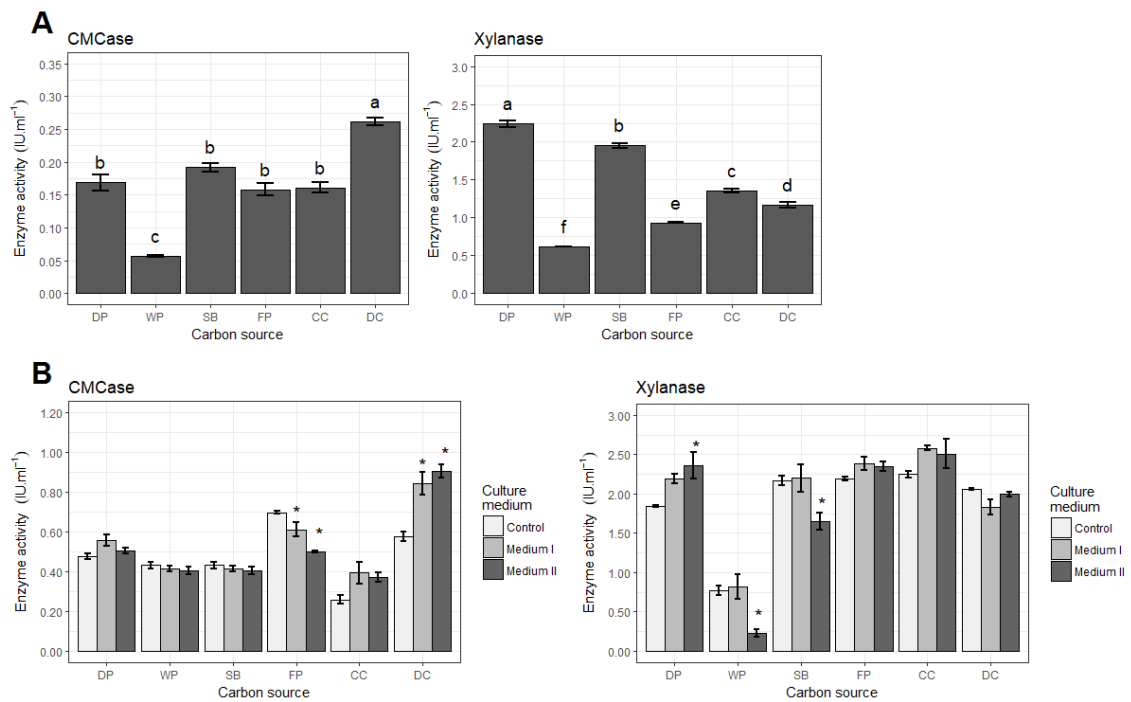 A
CMCase
Xylanase
Enzyme activity (IU.ml⁻¹)
0.35
0.30
0.25
0.20
0.15
0.10
0.05
0.00
b
c
b
b
b
a
DP WP SB FP CC DC
Carbon source
Enzyme activity (IU.ml⁻¹)
3.0
2.5
2.0
1.5
1.0
0.5
0.0
a
f
b
e
c
d
DP WP SB FP CC DC
Carbon source
B
CMCase
Enzyme activity (IU.ml⁻¹)
1.20
1.00
0.80
0.60
0.40
0.20
0.00
* * * *
DP WP SB FP CC DC
Carbon source
Culture
medium
Control
Medium I
Medium II
Xylanase
Enzyme activity (IU.ml⁻¹)
3.00
2.50
2.00
1.50
1.00
0.50
0.00
* * *
DP WP SB FP CC DC
Carbon source
Culture
medium
Control
Medium I
Medium II